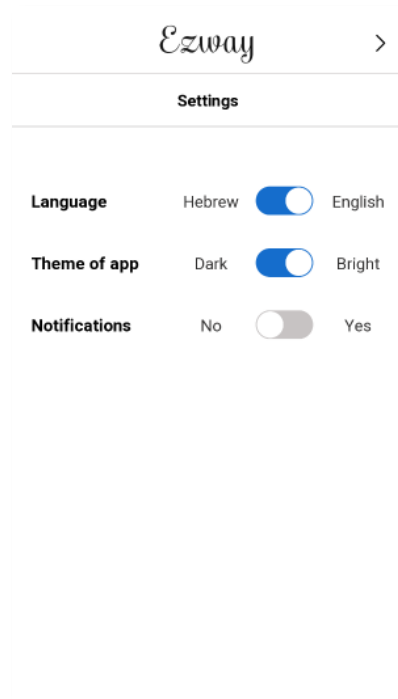 Ezway
Settings
Language Hebrew English
Theme of app Dark Bright
Notifications No Yes